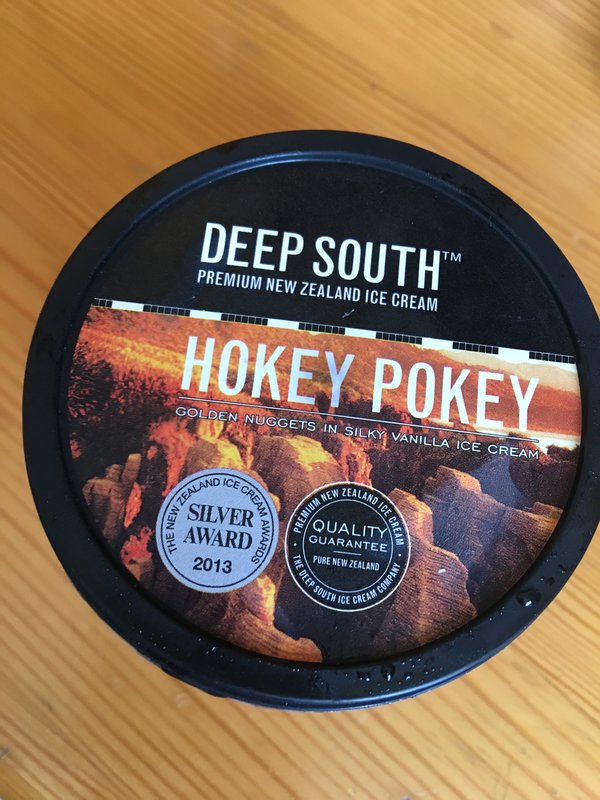 DEEP SOUTH™
PREMIUM NEW ZEALAND ICE CREAM
HOKEY POKEY
GOLDEN NUGGETS IN SILKY VANILLA ICE CREAM
THE NEW ZEALAND ICE CREAM AWARDS
SILVER
AWARD
2013
PREMIUM NEW ZEALAND ICE CREAM
QUALITY
GUARANTEE
PURE NEW ZEALAND
THE DEEP SOUTH ICE CREAM COMPANY